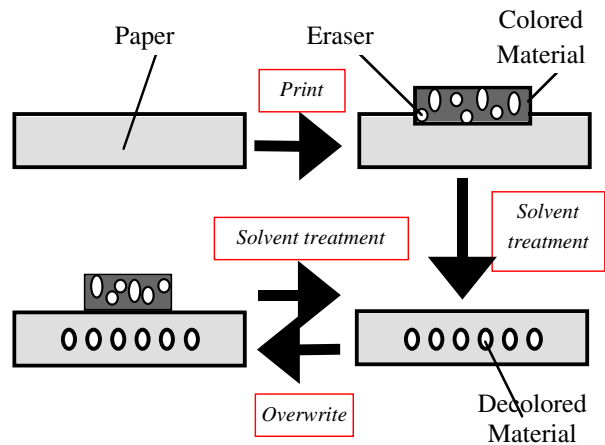 Paper
Eraser
Colored
Material
Print
Solvent
treatment
Solvent treatment
Overwrite
Decolored
Material